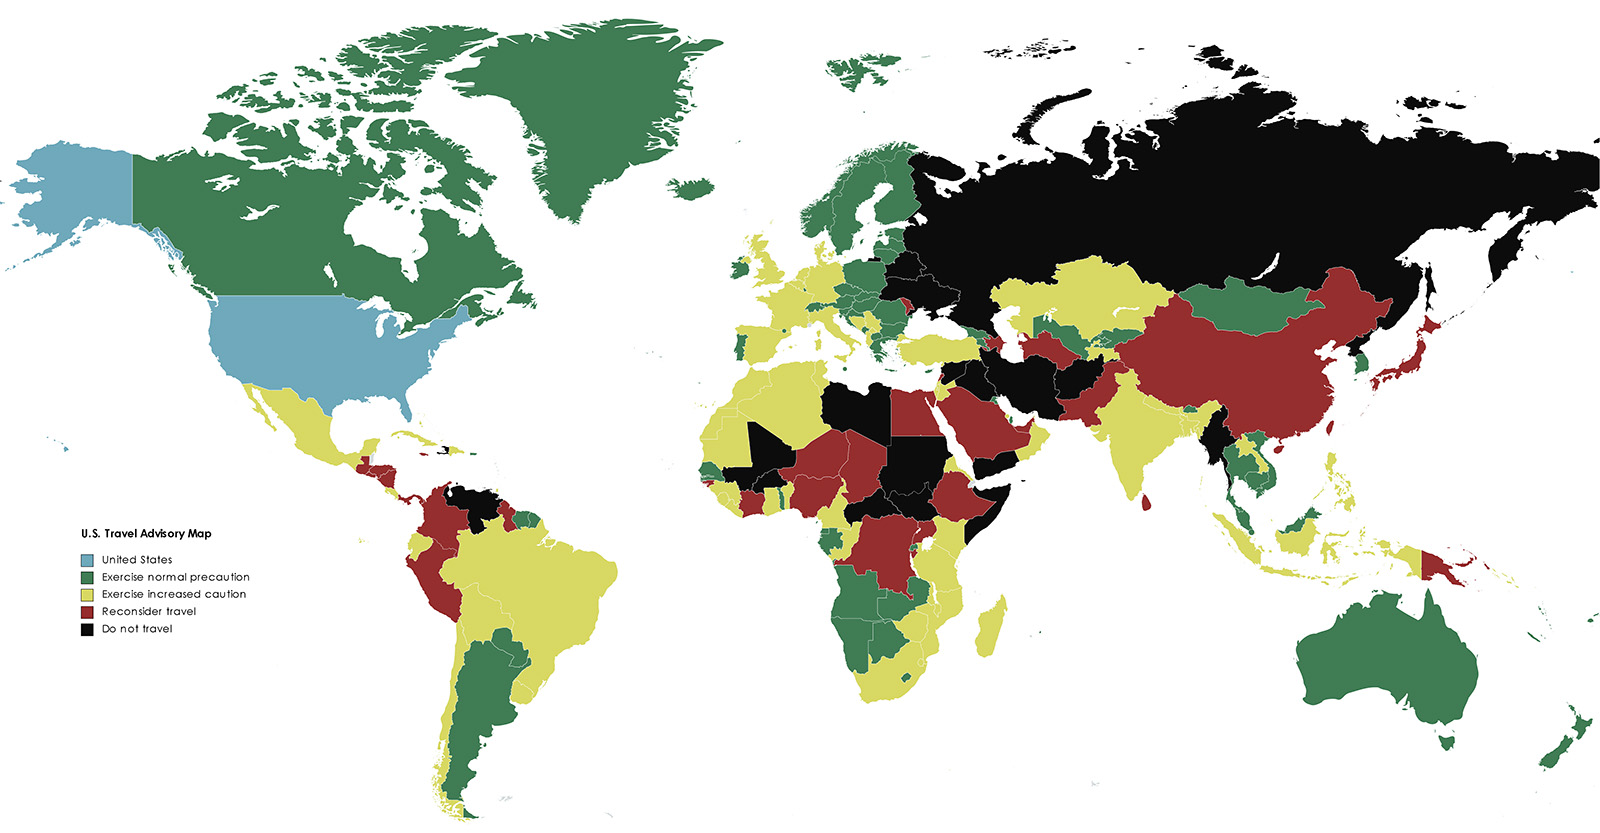 U.S. Travel Advisory Map
United States
Exercise normal precaution
Exercise increased caution
Reconsider travel
Do not travel